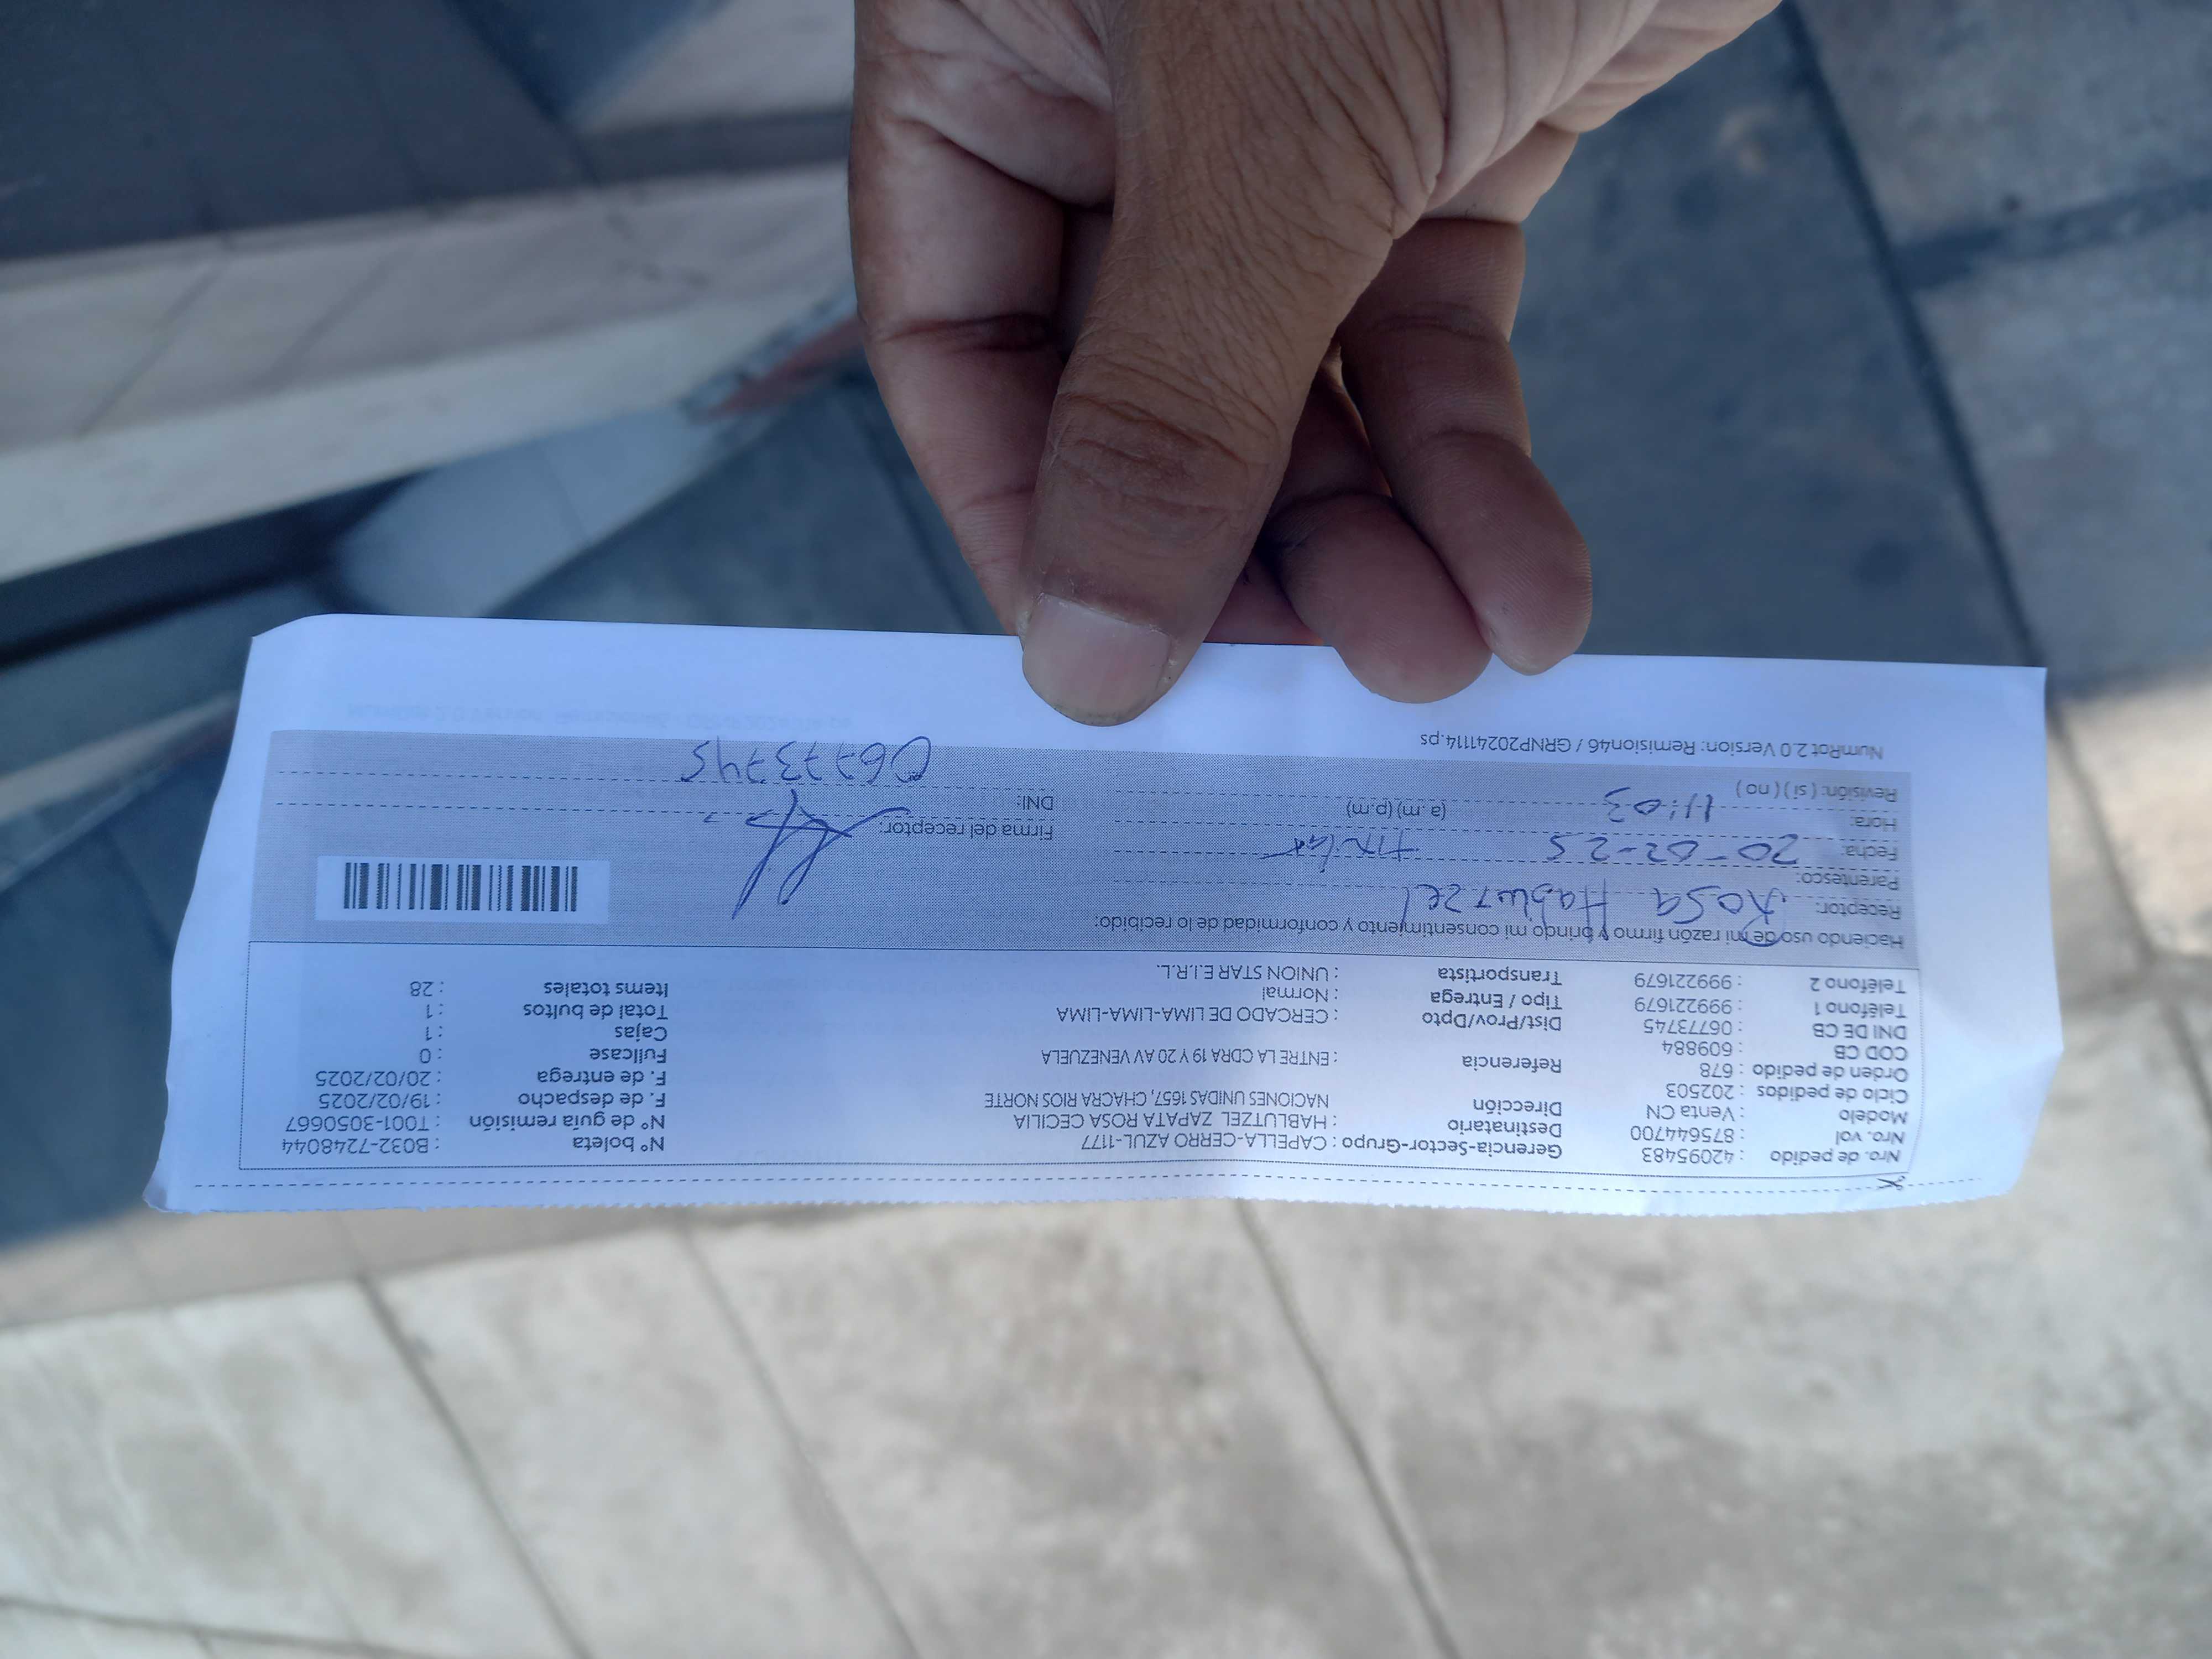 Nro. de pedido : 42095483 Gerencia-Sector-Grupo : CAPELLA-CERRO AZUL-1177 N° boleta : B032-7248044
Nro. vol : 875644700 Destinatario : HABLUTZEL ZAPATA ROSA CECILIA N° de guía remisión : T001-3050667
Modelo : Venta CN Dirección NACIONES UNIDAS 1657, CHACRA RIOS NORTE F. de despacho : 19/02/2025
Ciclo de pedidos : 202503 F. de entrega : 20/02/2025
Orden de pedido : 678 Referencia : ENTRE LA CDRA 19 Y 20 AV VENEZUELA Fullcase : 0
COD CB : 609884 Cajas : 1
DNI DE CB : 06773745 Dist/Prov/Dpto : CERCADO DE LIMA-LIMA-LIMA Total de bultos : 1
Teléfono 1 : 999221679 Tipo / Entrega : Normal Items totales : 28
Teléfono 2 : 999221679 Transportista : UNION STAR E.I.R.L.
Haciendo uso de mi razón firmo y brindo mi consentimiento y conformidad de lo recibido:
Receptor: Rosa Hablutzel
Parentesco:
Fecha: 20-02-25 Firma del receptor:
Hora: 11:03 (a.m) (p.m) DNI: 06773745
Revisión: ( si ) ( no )
NumRot 2.0 Version: Remision46 / GRNP20241114.ps